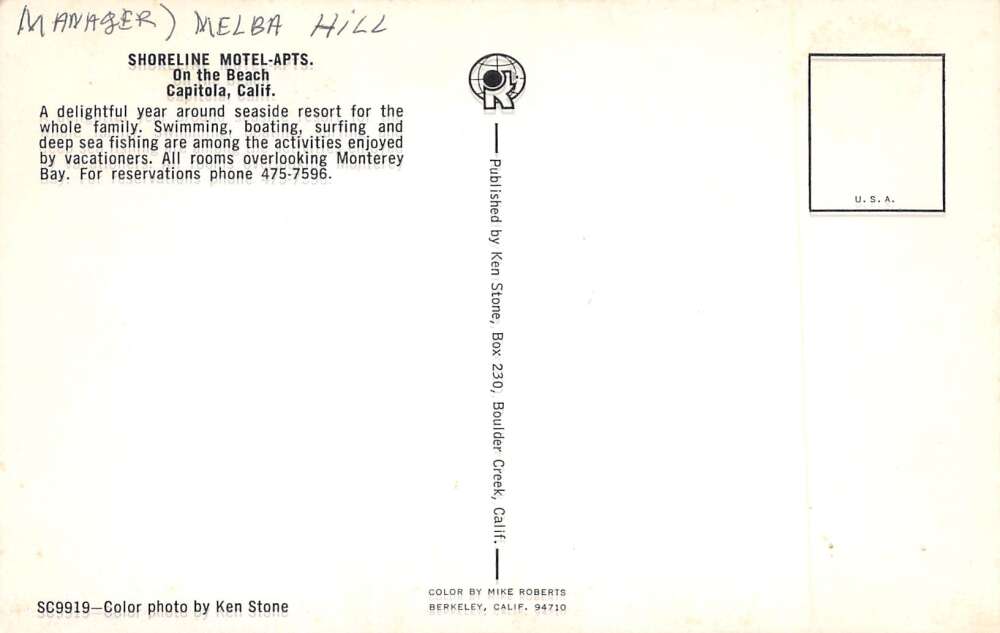 MANAGER) MELBA HILL
SHORELINE MOTEL-APTS.
On the Beach
Capitola, Calif.
A delightful year around seaside resort for the
whole family. Swimming, boating, surfing and
deep sea fishing are among the activities enjoyed
by vacationers. All rooms overlooking Monterey
Bay. For reservations phone 475-7596.
SC9919—Color photo by Ken Stone
R
Published by Ken Stone, Box 230, Boulder Creek, Calif.
COLOR BY MIKE ROBERTS
BERKELEY, CALIF. 94710
U.S.A.